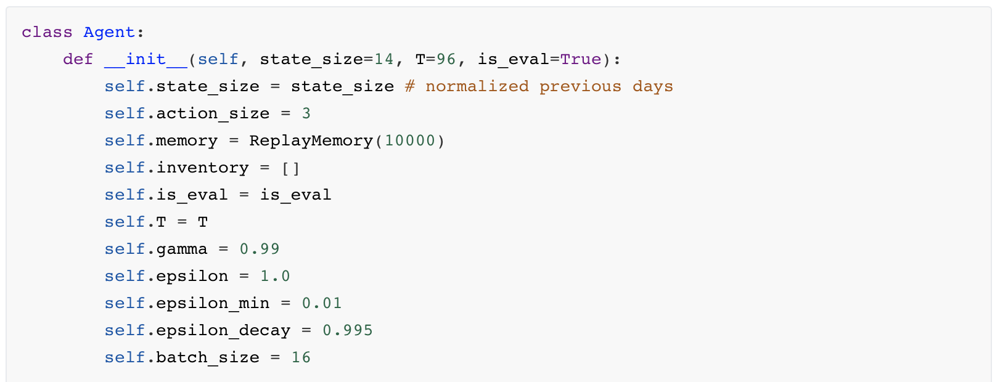 class Agent:
    def __init__(self, state_size=14, T=96, is_eval=True):
        self.state_size = state_size # normalized previous days
        self.action_size = 3
        self.memory = ReplayMemory(10000)
        self.inventory = []
        self.is_eval = is_eval
        self.T = T
        self.gamma = 0.99
        self.epsilon = 1.0
        self.epsilon_min = 0.01
        self.epsilon_decay = 0.995
        self.batch_size = 16